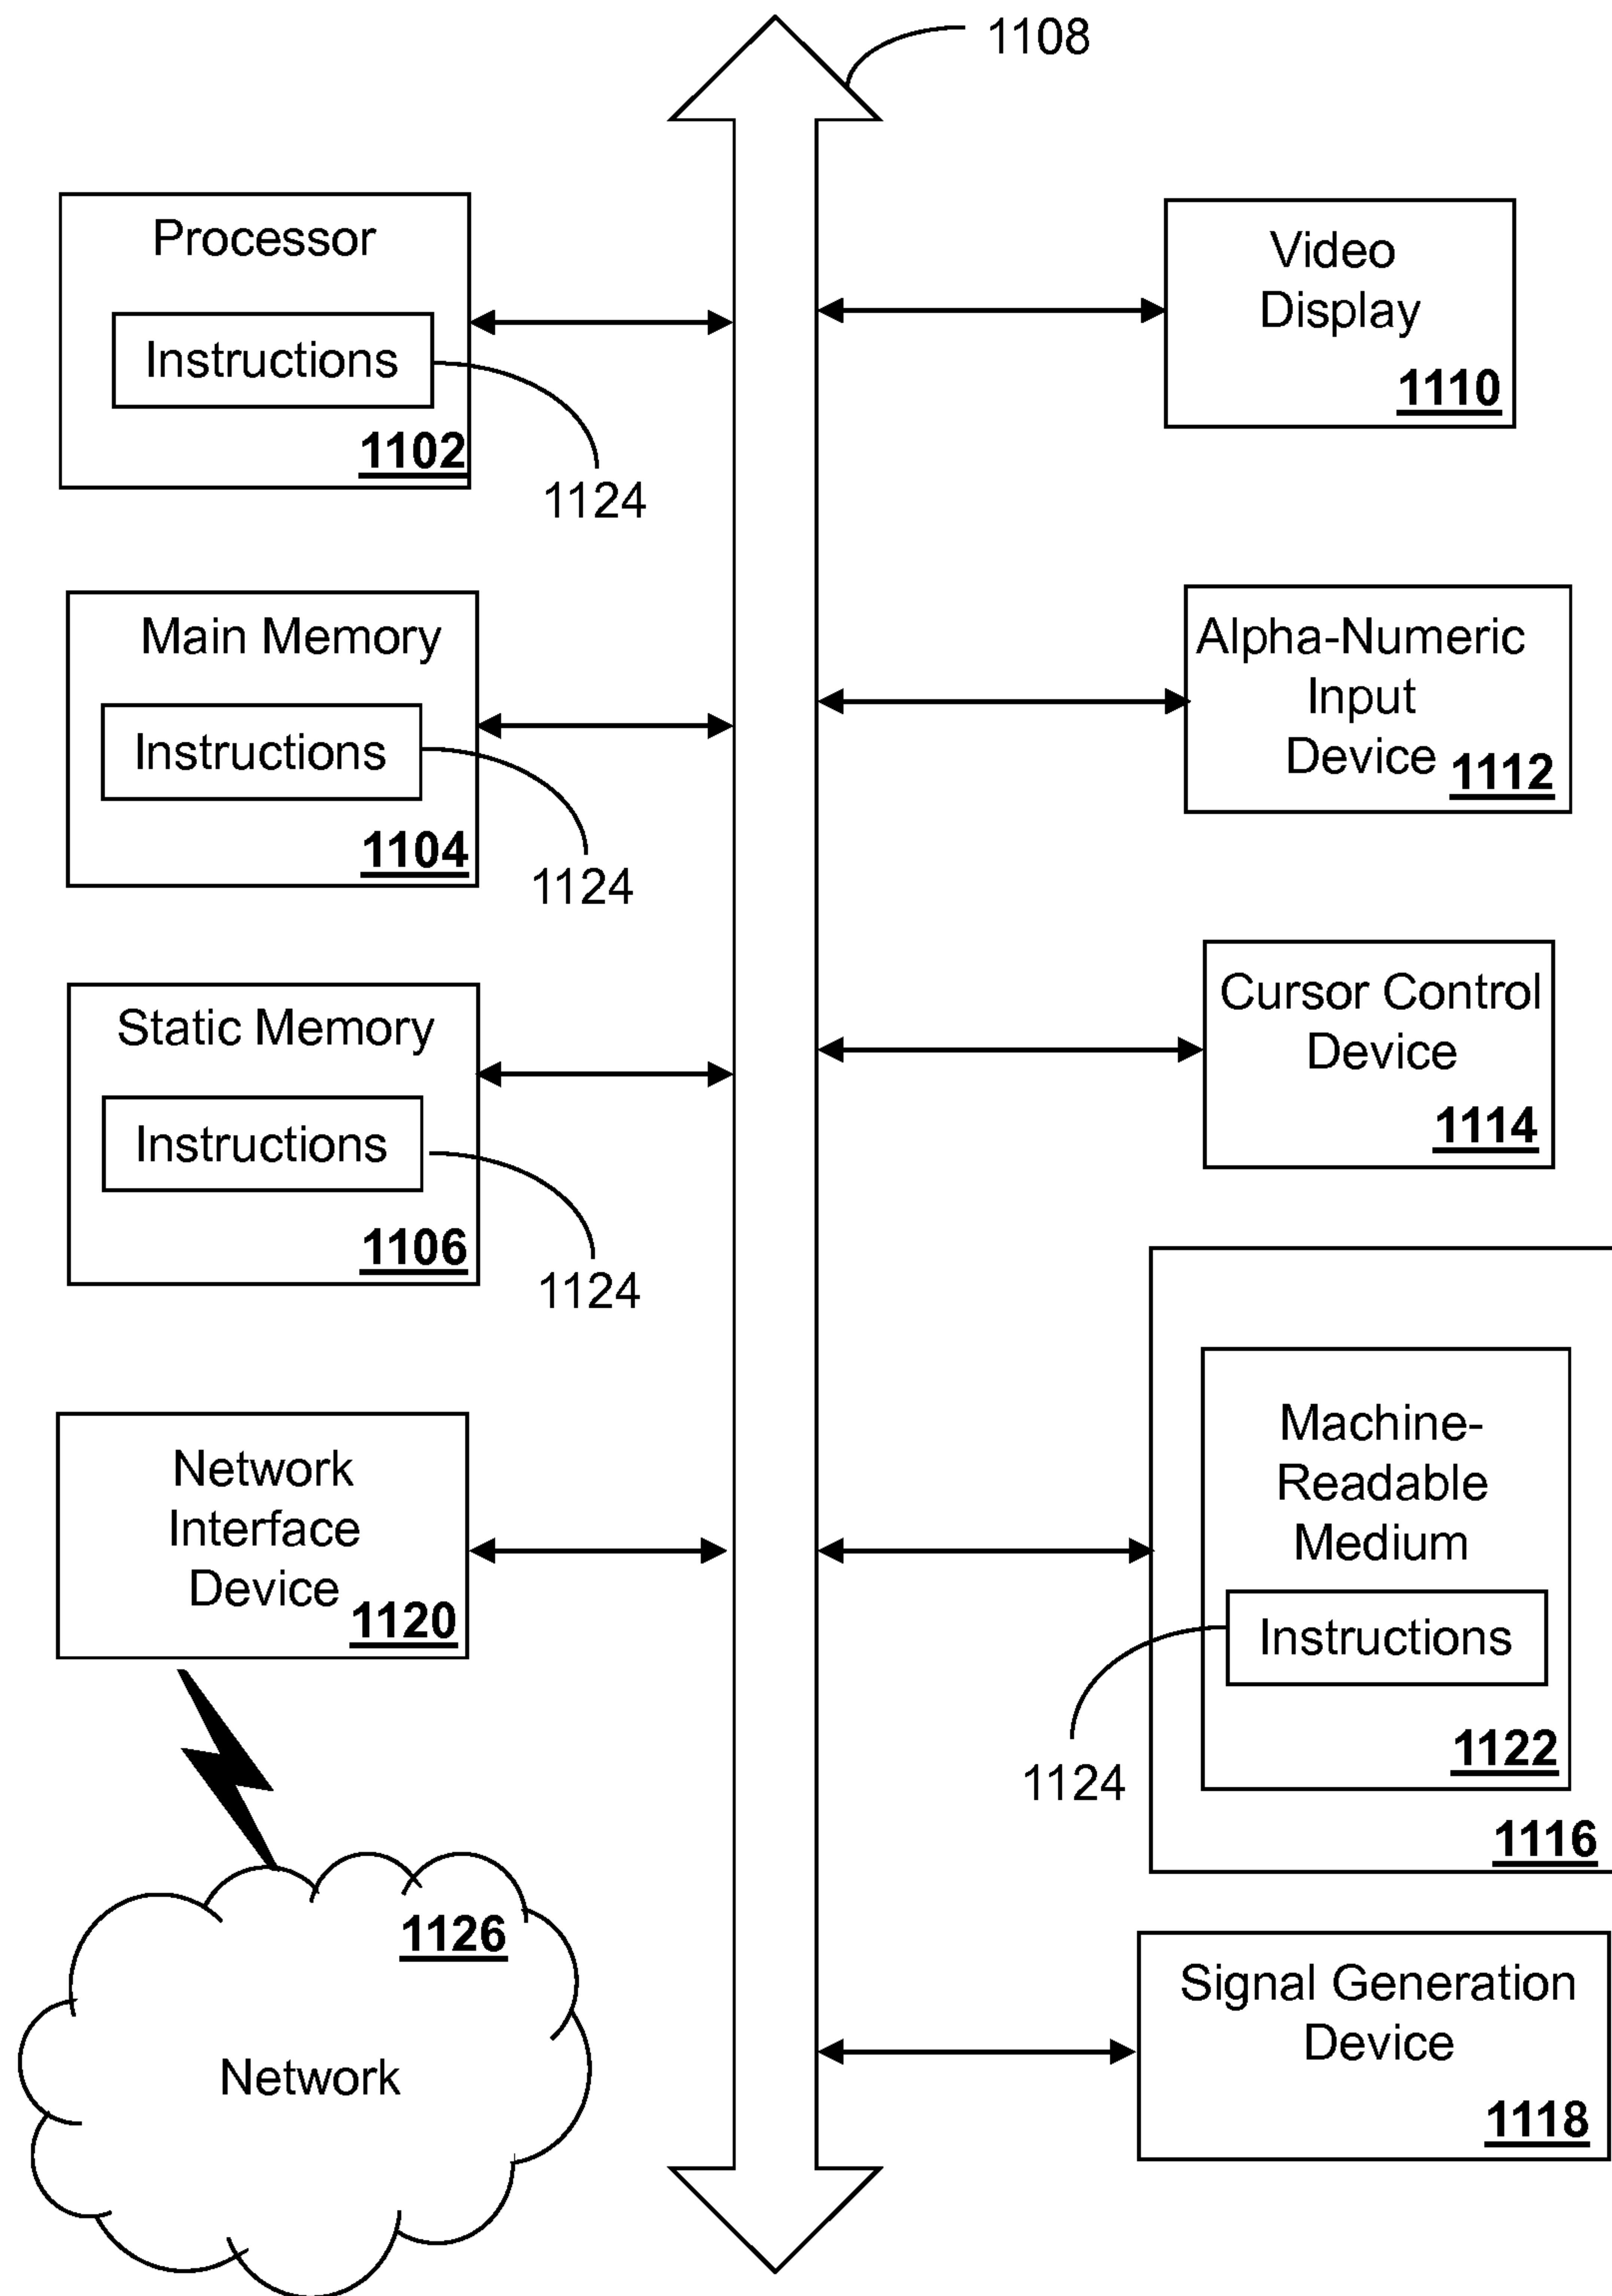 1108
Processor
Instructions
1102
1124
Main Memory
Instructions
1104
1124
Static Memory
Instructions
1106
1124
Network
Interface
Device
1120
1126
Network
Video
Display
1110
Alpha-Numeric
Input
Device 1112
Cursor Control
Device
1114
Machine-
Readable
Medium
Instructions
1122
1124
1116
Signal Generation
Device
1118